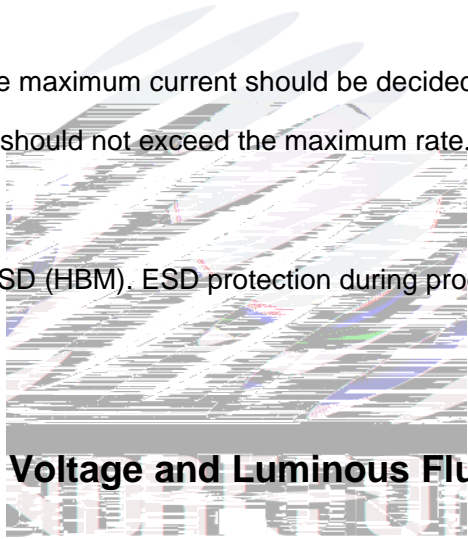 e maximum current should be decided
should not exceed the maximum rate.
SD (HBM). ESD protection during pro
Voltage and Luminous Flu